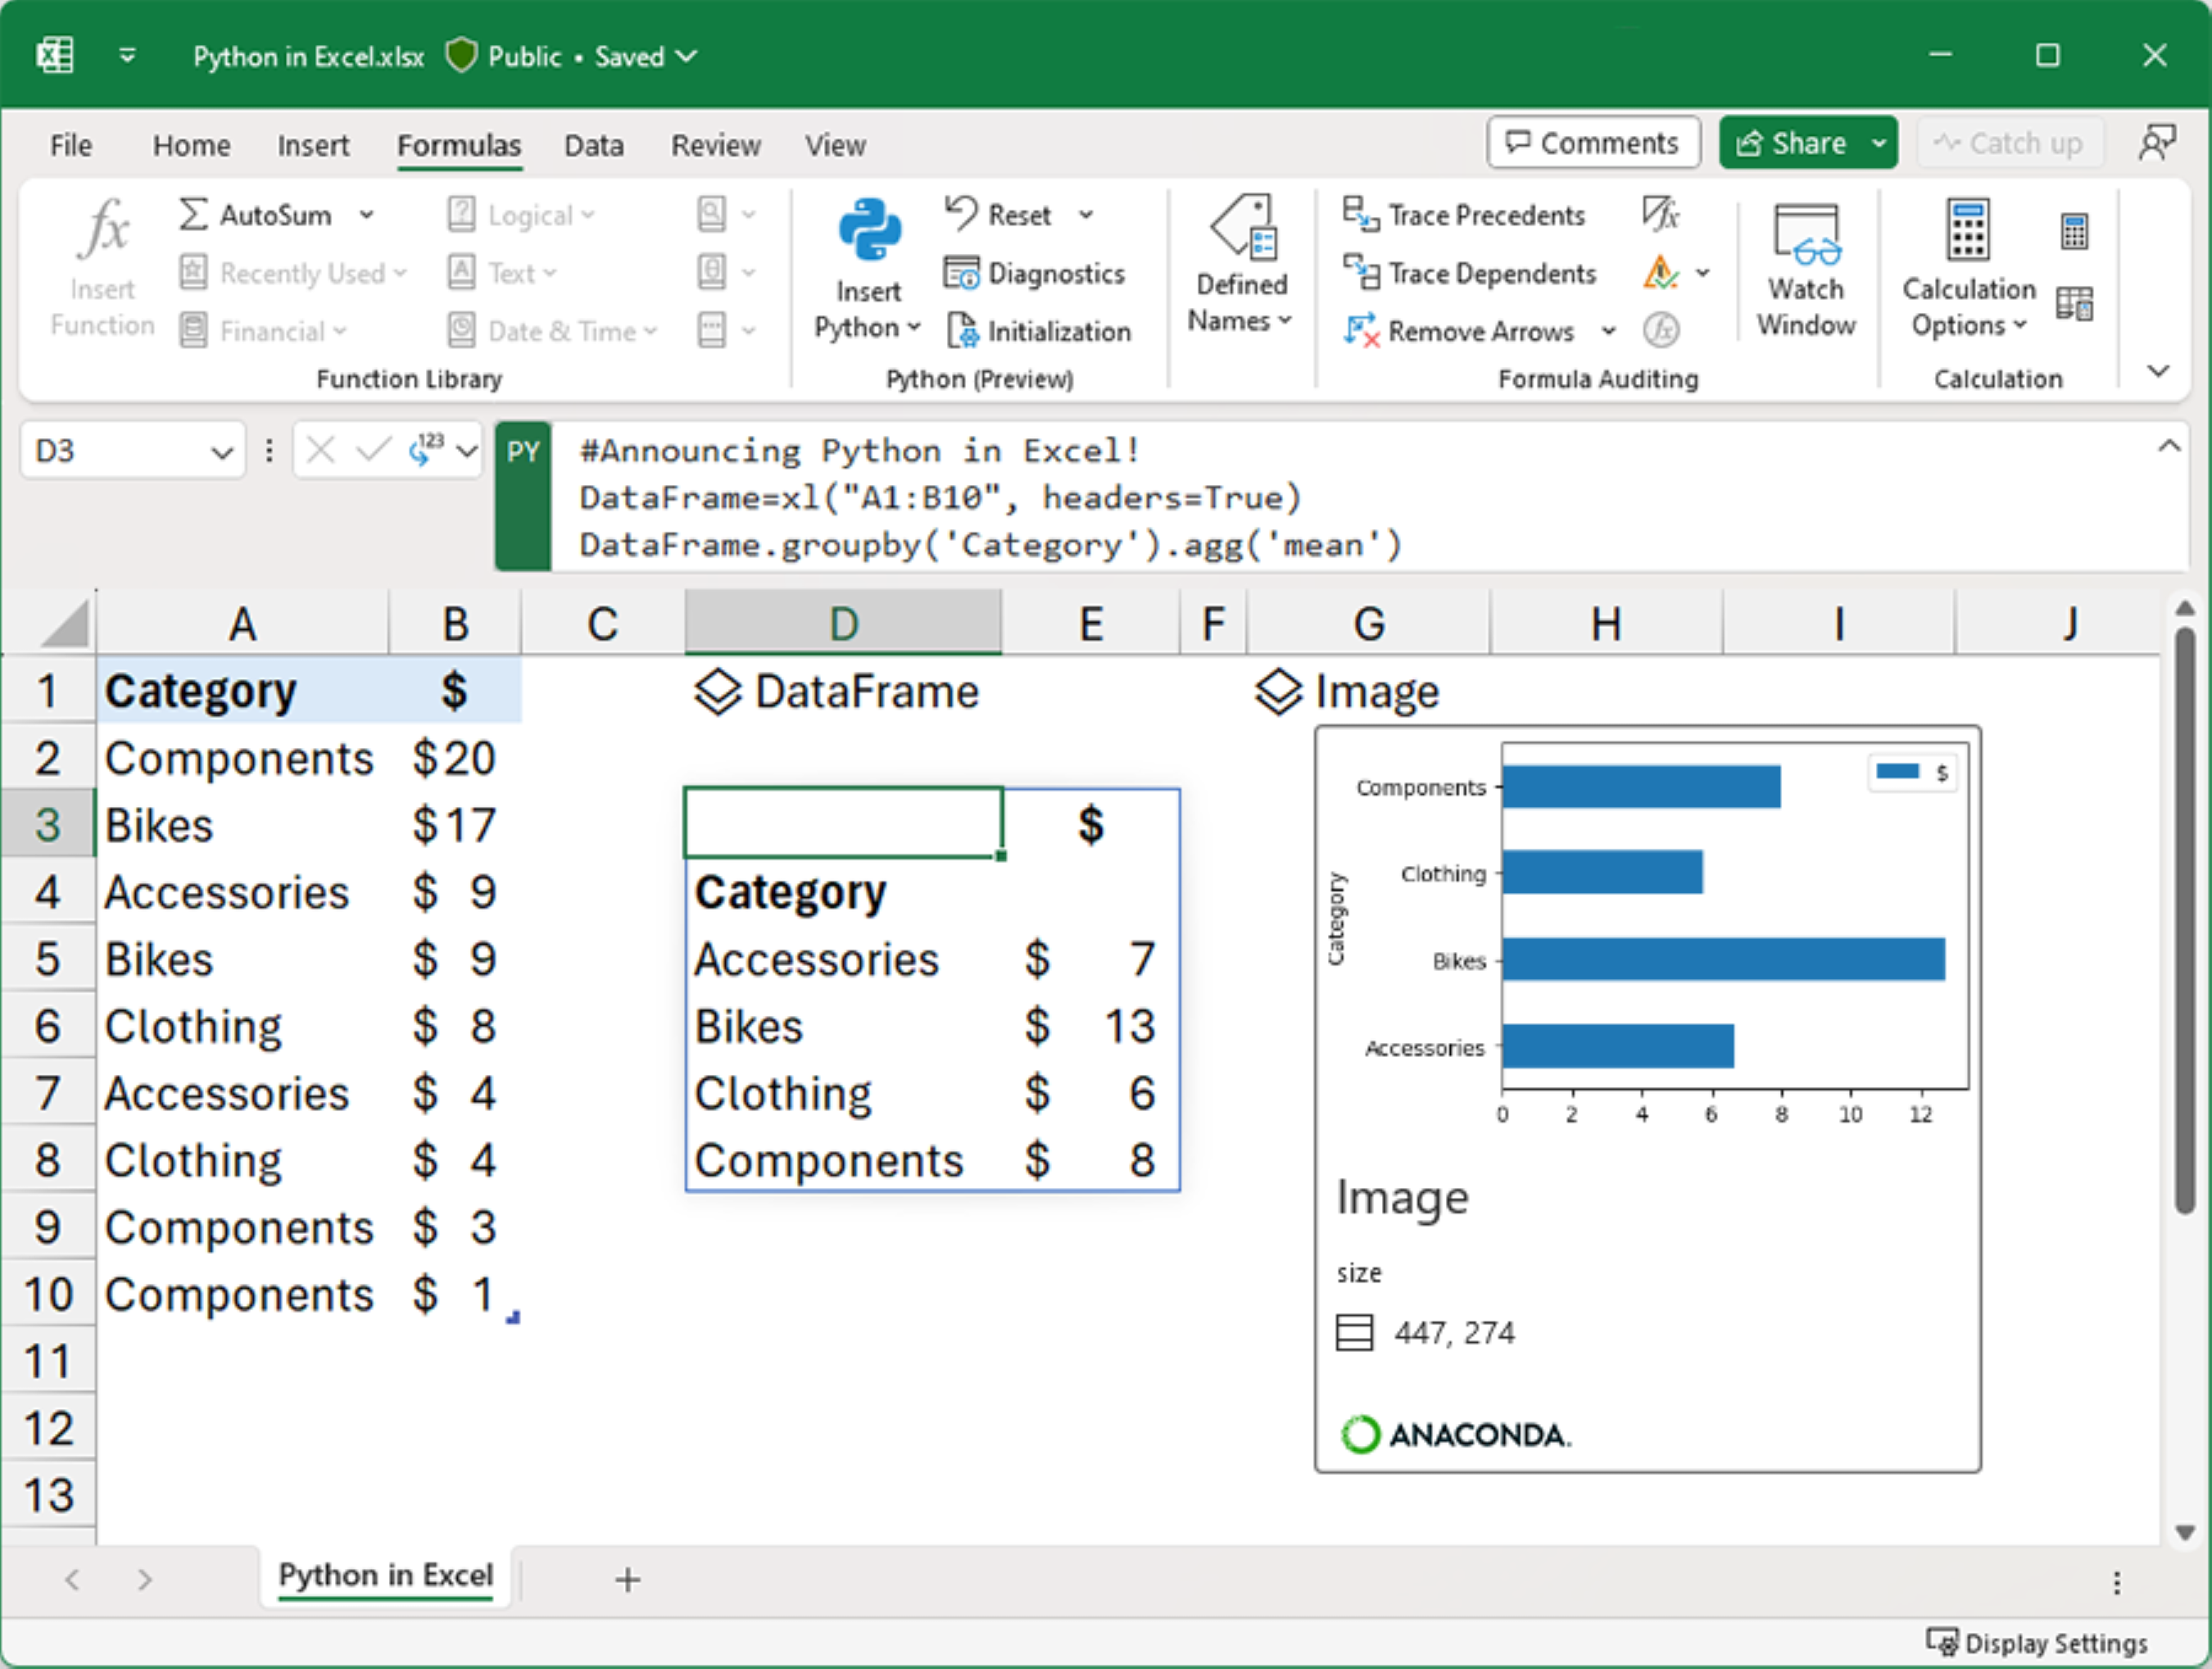 Python in Excel.xlsx Public • Saved
File Home Insert Formulas Data Review View Comments Share Catch up
fx Insert Function
AutoSum
Recently Used
Financial
Logical
Text
Date & Time
Function Library
Insert Python
Reset
Diagnostics
Initialization
Python (Preview)
Defined Names
Trace Precedents
Trace Dependents
Remove Arrows
Formula Auditing
Watch Window
Calculation Options
Calculation
D3 123 PY #Announcing Python in Excel!
DataFrame=xl("A1:B10", headers=True)
DataFrame.groupby('Category').agg('mean')
A B C D E F G H I J
1 Category $ DataFrame Image
2 Components $20
3 Bikes $17 $
4 Accessories $ 9 Category
5 Bikes $ 9 Accessories $ 7
6 Clothing $ 8 Bikes $ 13
7 Accessories $ 4 Clothing $ 6
8 Clothing $ 4 Components $ 8
9 Components $ 3
10 Components $ 1
11
12
13
$
Category
Components
Clothing
Bikes
Accessories
0 2 4 6 8 10 12
Image
size
447, 274
ANACONDA.
Python in Excel
Display Settings